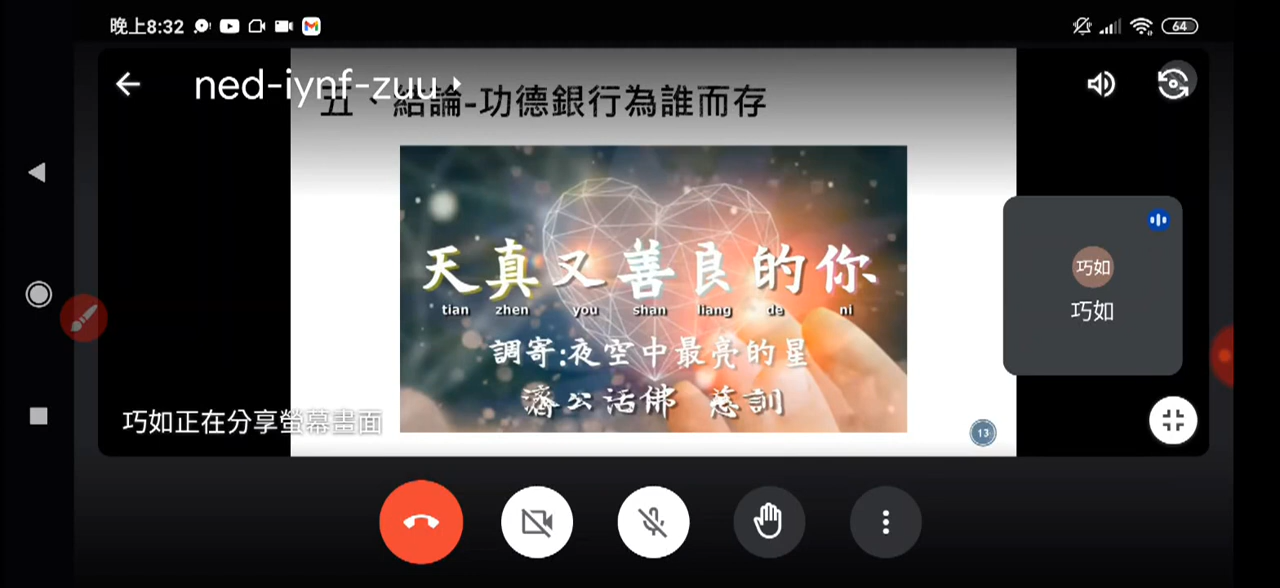 晚上8:32
64
ned-iynf-zuu
五、結論-功德銀行為誰而存
天真又善良的你
tian zhen you shan liang de ni
調寄:夜空中最亮的星
濟公活佛 慈訓
巧如
巧如
巧如正在分享螢幕畫面
13